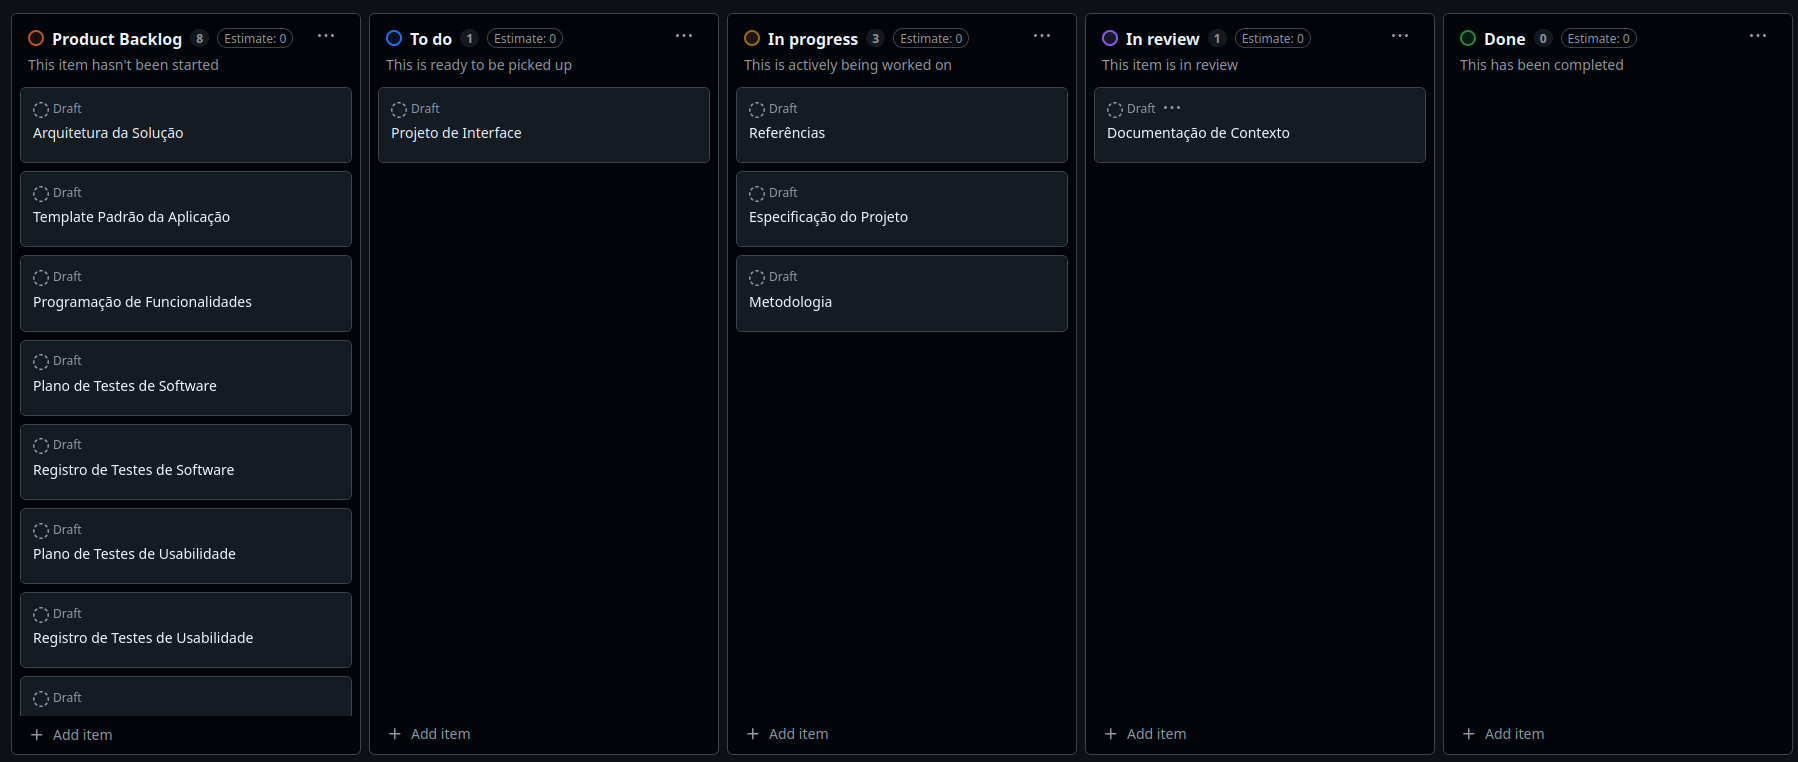 Product Backlog 8 Estimate: 0
This item hasn't been started
Draft
Arquitetura da Solução
Draft
Template Padrão da Aplicação
Draft
Programação de Funcionalidades
Draft
Plano de Testes de Software
Draft
Registro de Testes de Software
Draft
Plano de Testes de Usabilidade
Draft
Registro de Testes de Usabilidade
Draft
Add item
To do 1 Estimate: 0
This is ready to be picked up
Draft
Projeto de Interface
Add item
In progress 3 Estimate: 0
This is actively being worked on
Draft
Referências
Draft
Especificação do Projeto
Draft
Metodologia
Add item
In review 1 Estimate: 0
This item is in review
Draft
Documentação de Contexto
Add item
Done 0 Estimate: 0
This has been completed
Add item